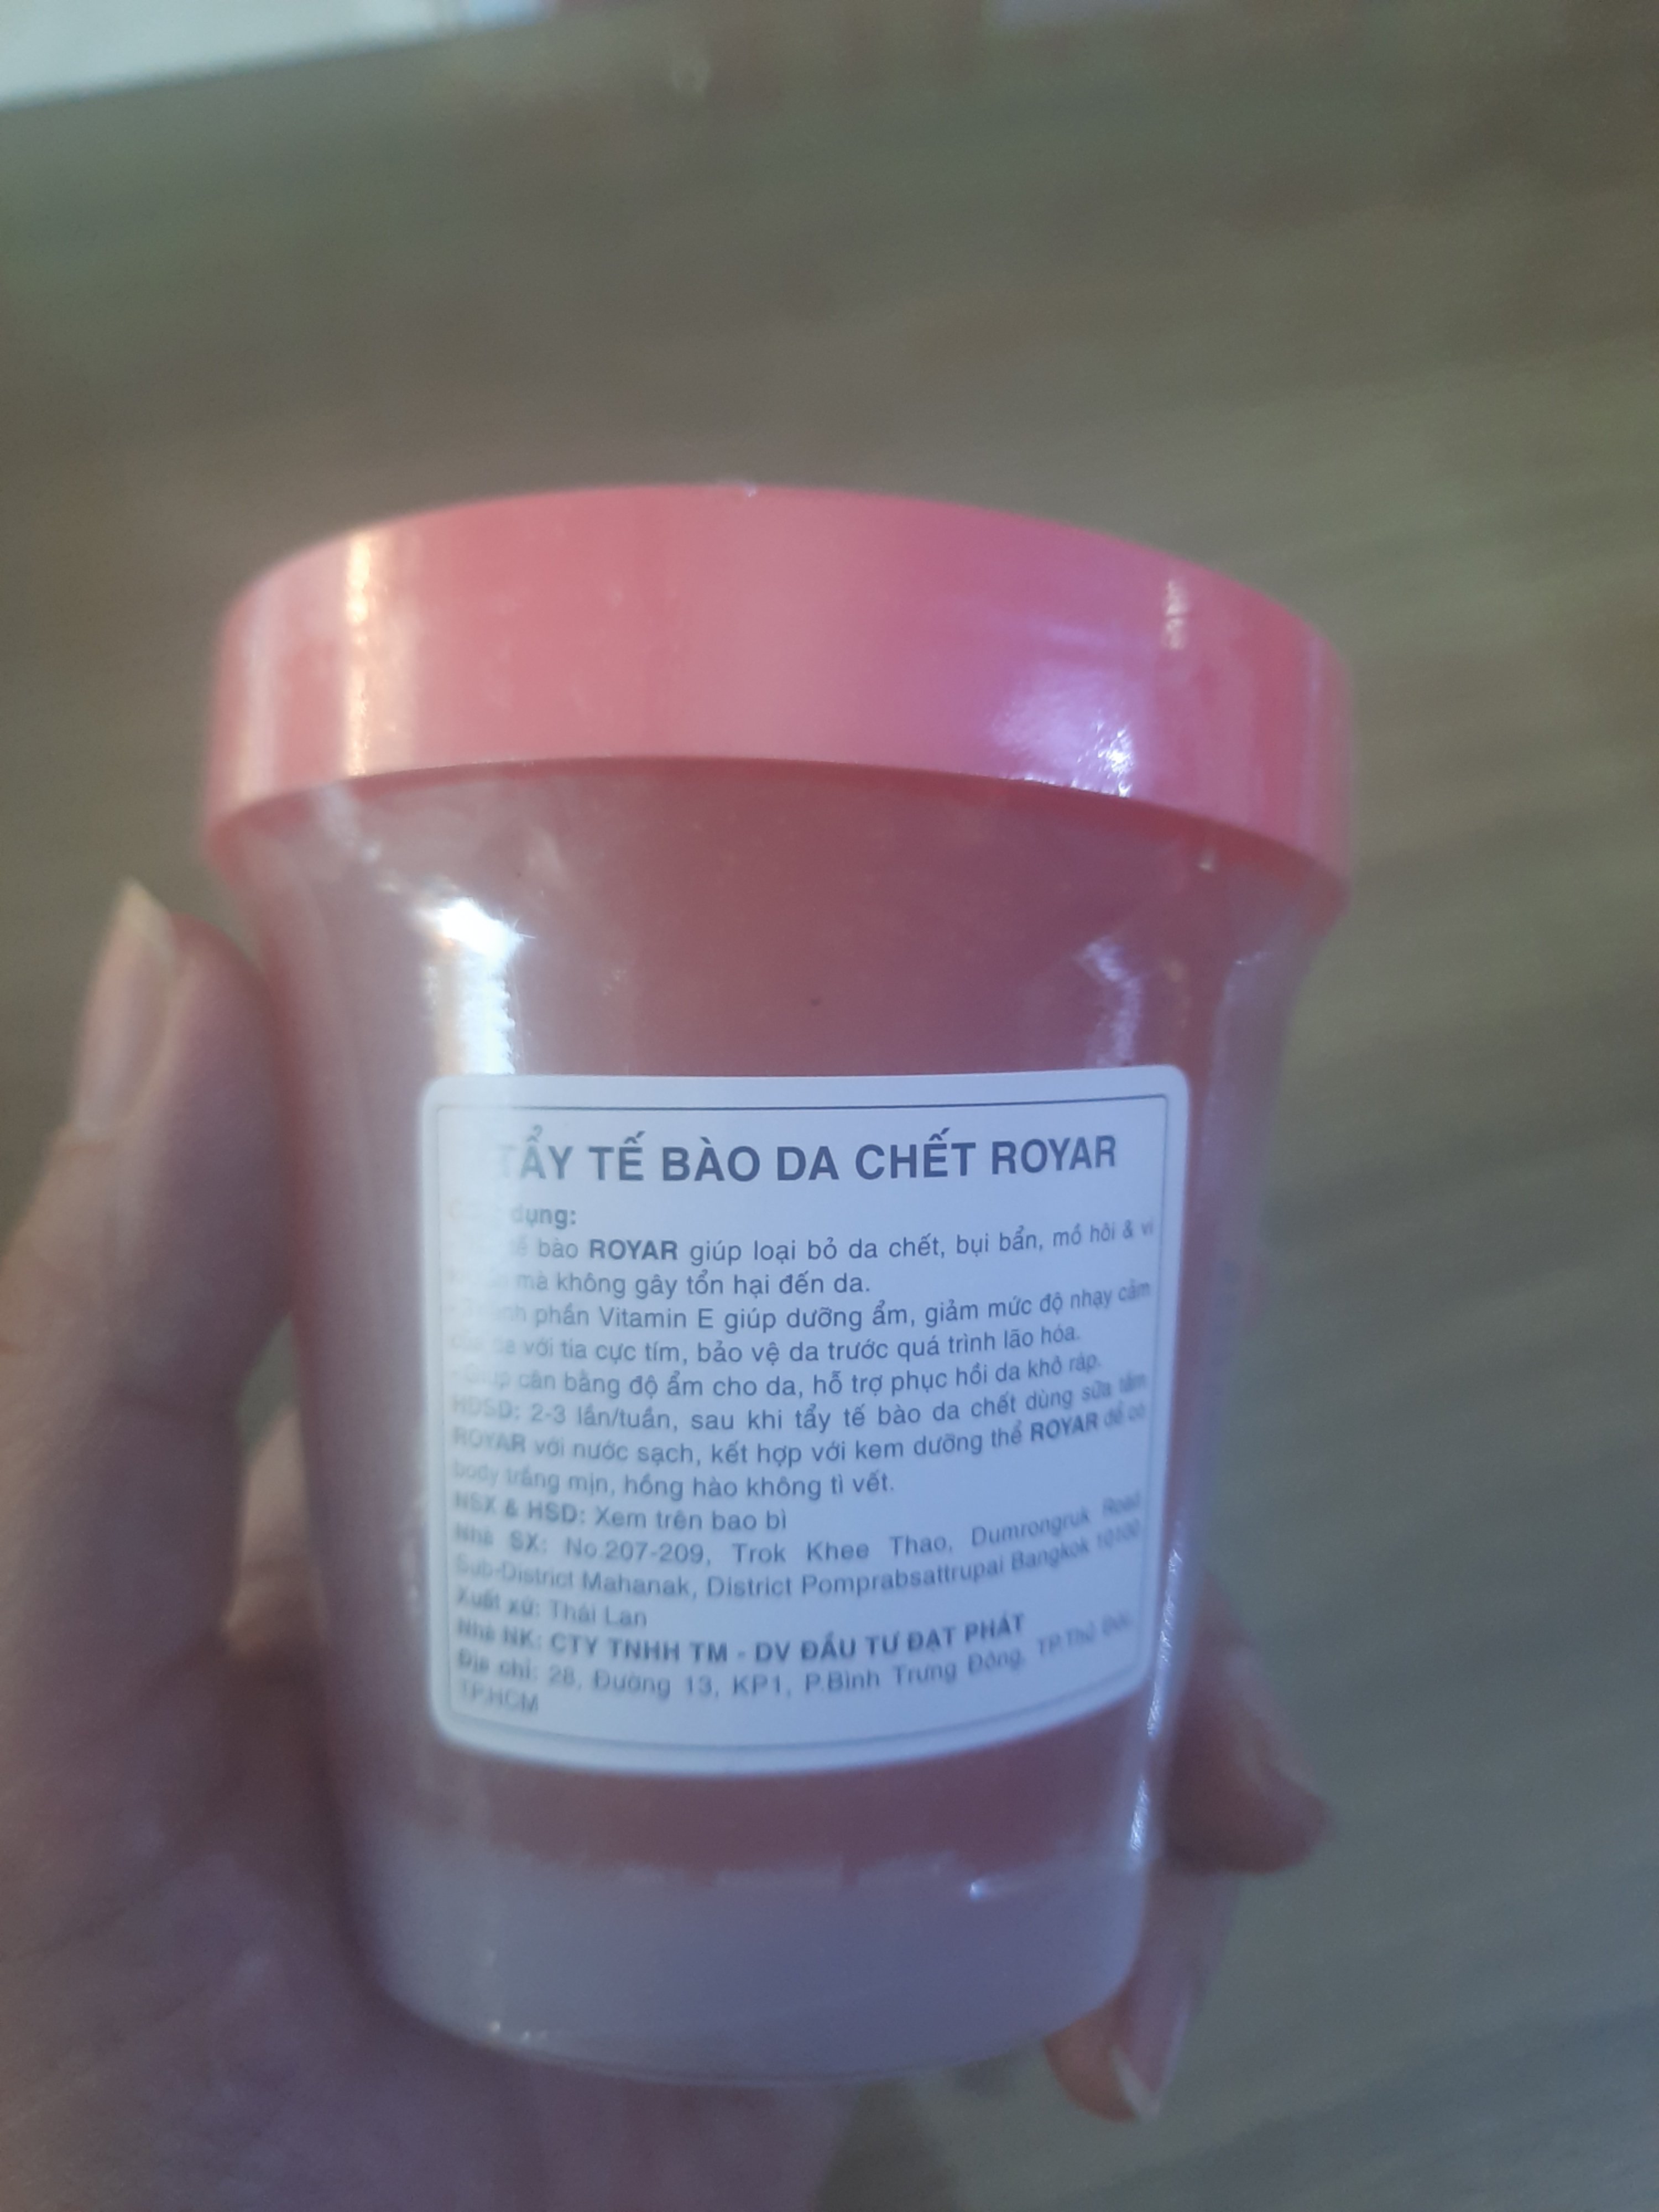 TẨY TẾ BÀO DA CHẾT ROYAR
dụng:
bào ROYAR giúp loại bỏ da chết, bụi bẩn, mồ hôi & vi
mà không gây tổn hại đến da.
phần Vitamin E giúp dưỡng ẩm, giảm mức độ nhạy cảm
của da với tia cực tím, bảo vệ da trước quá trình lão hóa.
- Giúp cân bằng độ ẩm cho da, hỗ trợ phục hồi da khô ráp.
HDSD: 2-3 lần/tuần, sau khi tẩy tế bào da chết dùng sữa tắm
ROYAR với nước sạch, kết hợp với kem dưỡng thể ROYAR để có
body trắng mịn, hồng hào không tì vết.
NSX & HSD: Xem trên bao bì
Nhà SX: No.207-209, Trok Khee Thao, Dumrongruk Road
Sub-District Mahanak, District Pomprabsattrupai Bangkok 10100
Xuất xứ: Thái Lan
Nhà NK: CTY TNHH TM - DV ĐẦU TƯ ĐẠT PHÁT
Địa chỉ: 28, Đường 13, KP1, P.Bình Trưng Đông, TP.Thủ Đức,
TP.HCM